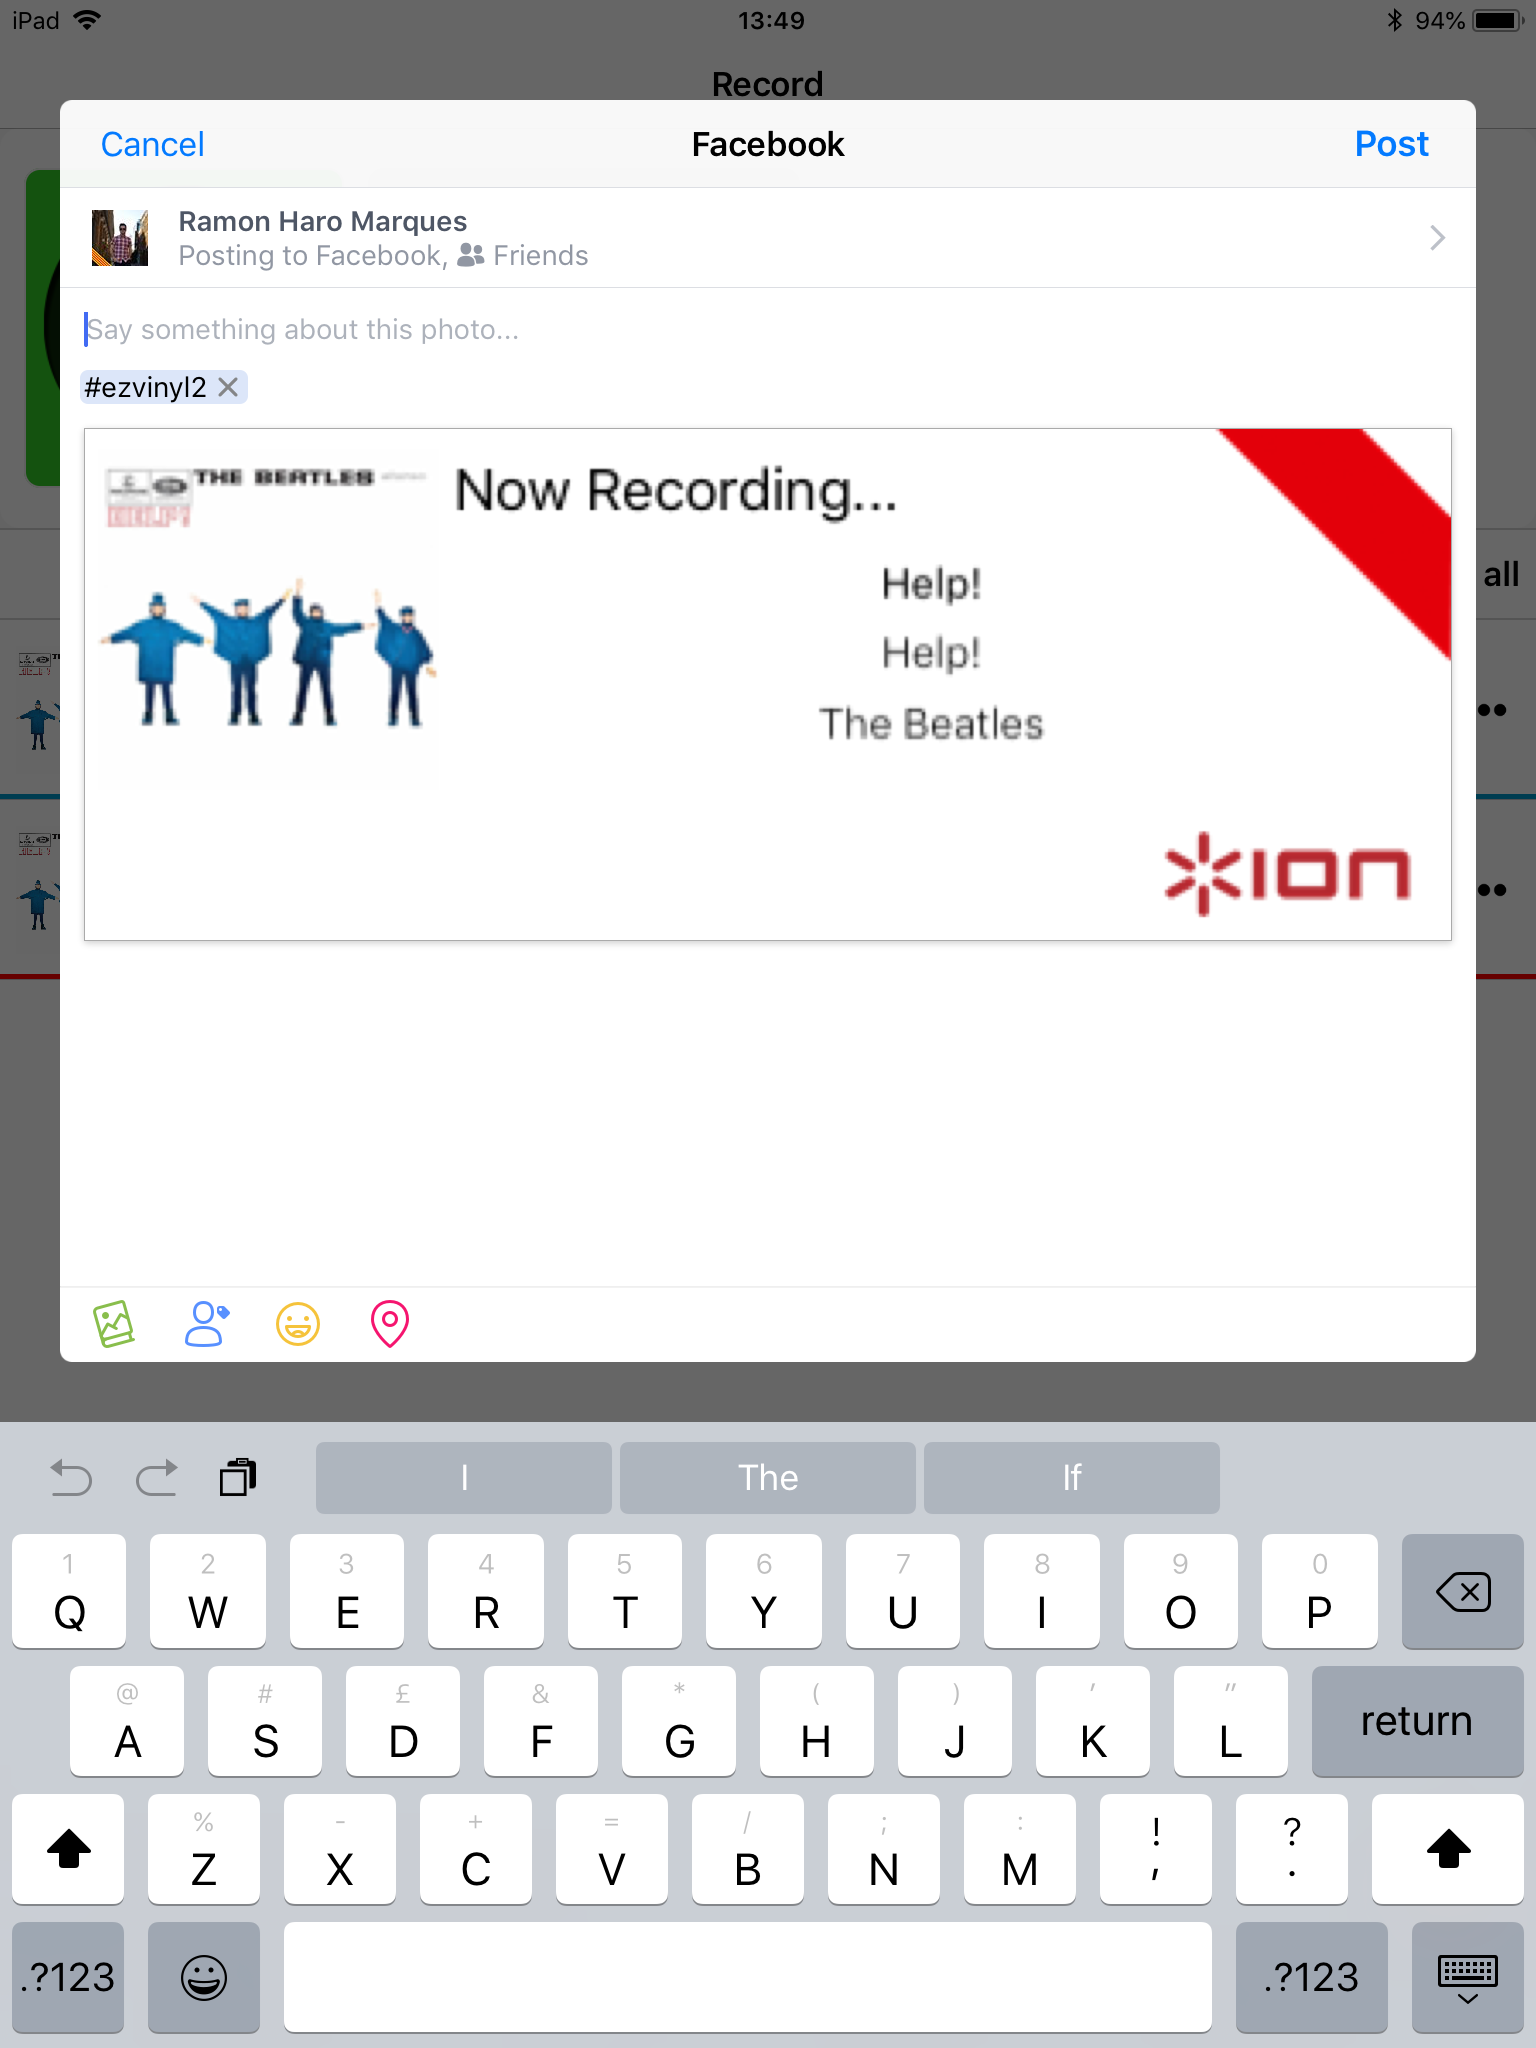 iPad 13:49 94%
Record
Cancel Facebook Post
Ramon Haro Marques
Posting to Facebook, Friends
Say something about this photo...
#ezvinyl2
THE BEATLES
Now Recording...
Help!
Help!
The Beatles
ion
all
I The If
1 2 3 4 5 6 7 8 9 0
Q W E R T Y U I O P
@ # £ & * ( ) ' "
A S D F G H J K L return
% - + = / ; : ! ?
Z X C V B N M , .
.?123 .?123